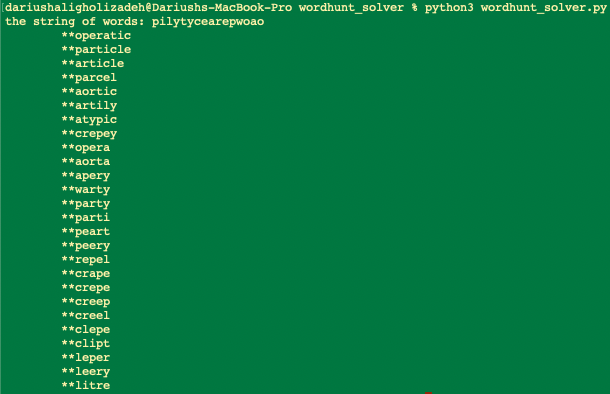 [dariushaligholizadeh@Dariushs-MacBook-Pro wordhunt_solver % python3 wordhunt_solver.py
the string of words: pilytycearepwoao
**operatic
**particle
**article
**parcel
**aortic
**artily
**atypic
**crepey
**opera
**aorta
**apery
**warty
**party
**parti
**peart
**peery
**repel
**crape
**crepe
**creep
**creel
**clepe
**clipt
**leper
**leery
**litre